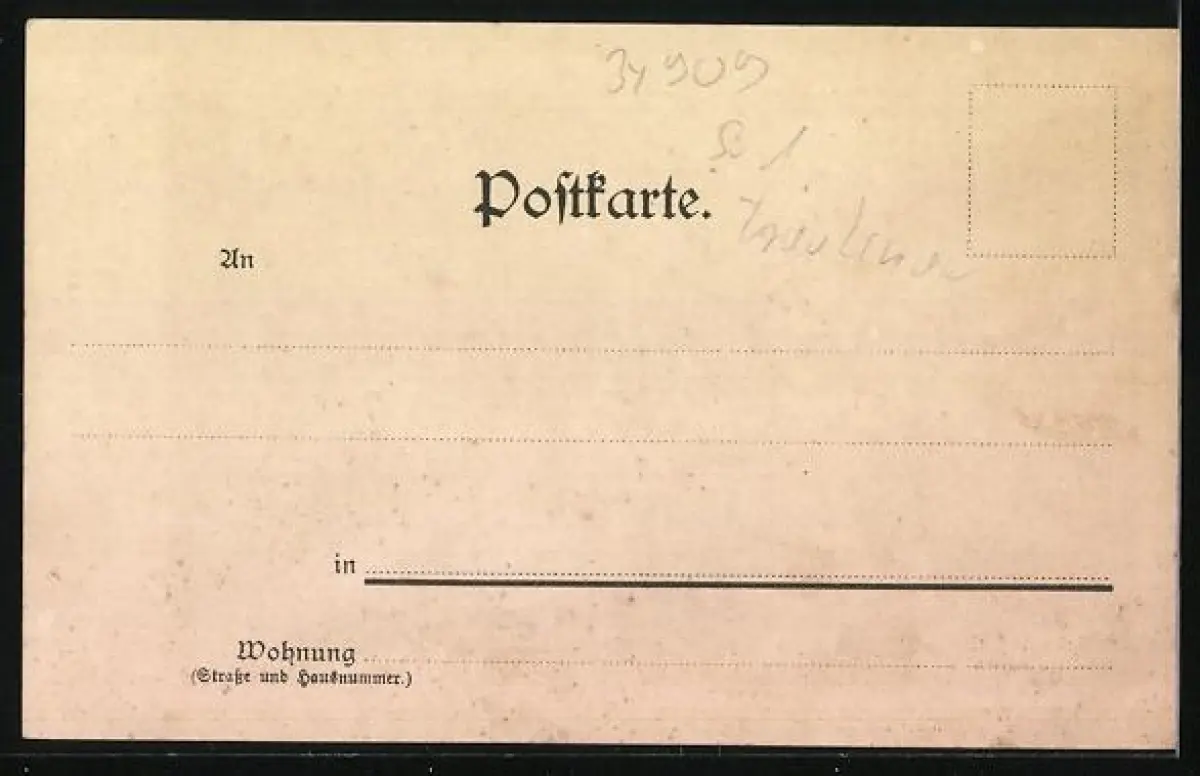 34909
Postkarte.
An
in
Wohnung
(Straße und Hausnummer.)